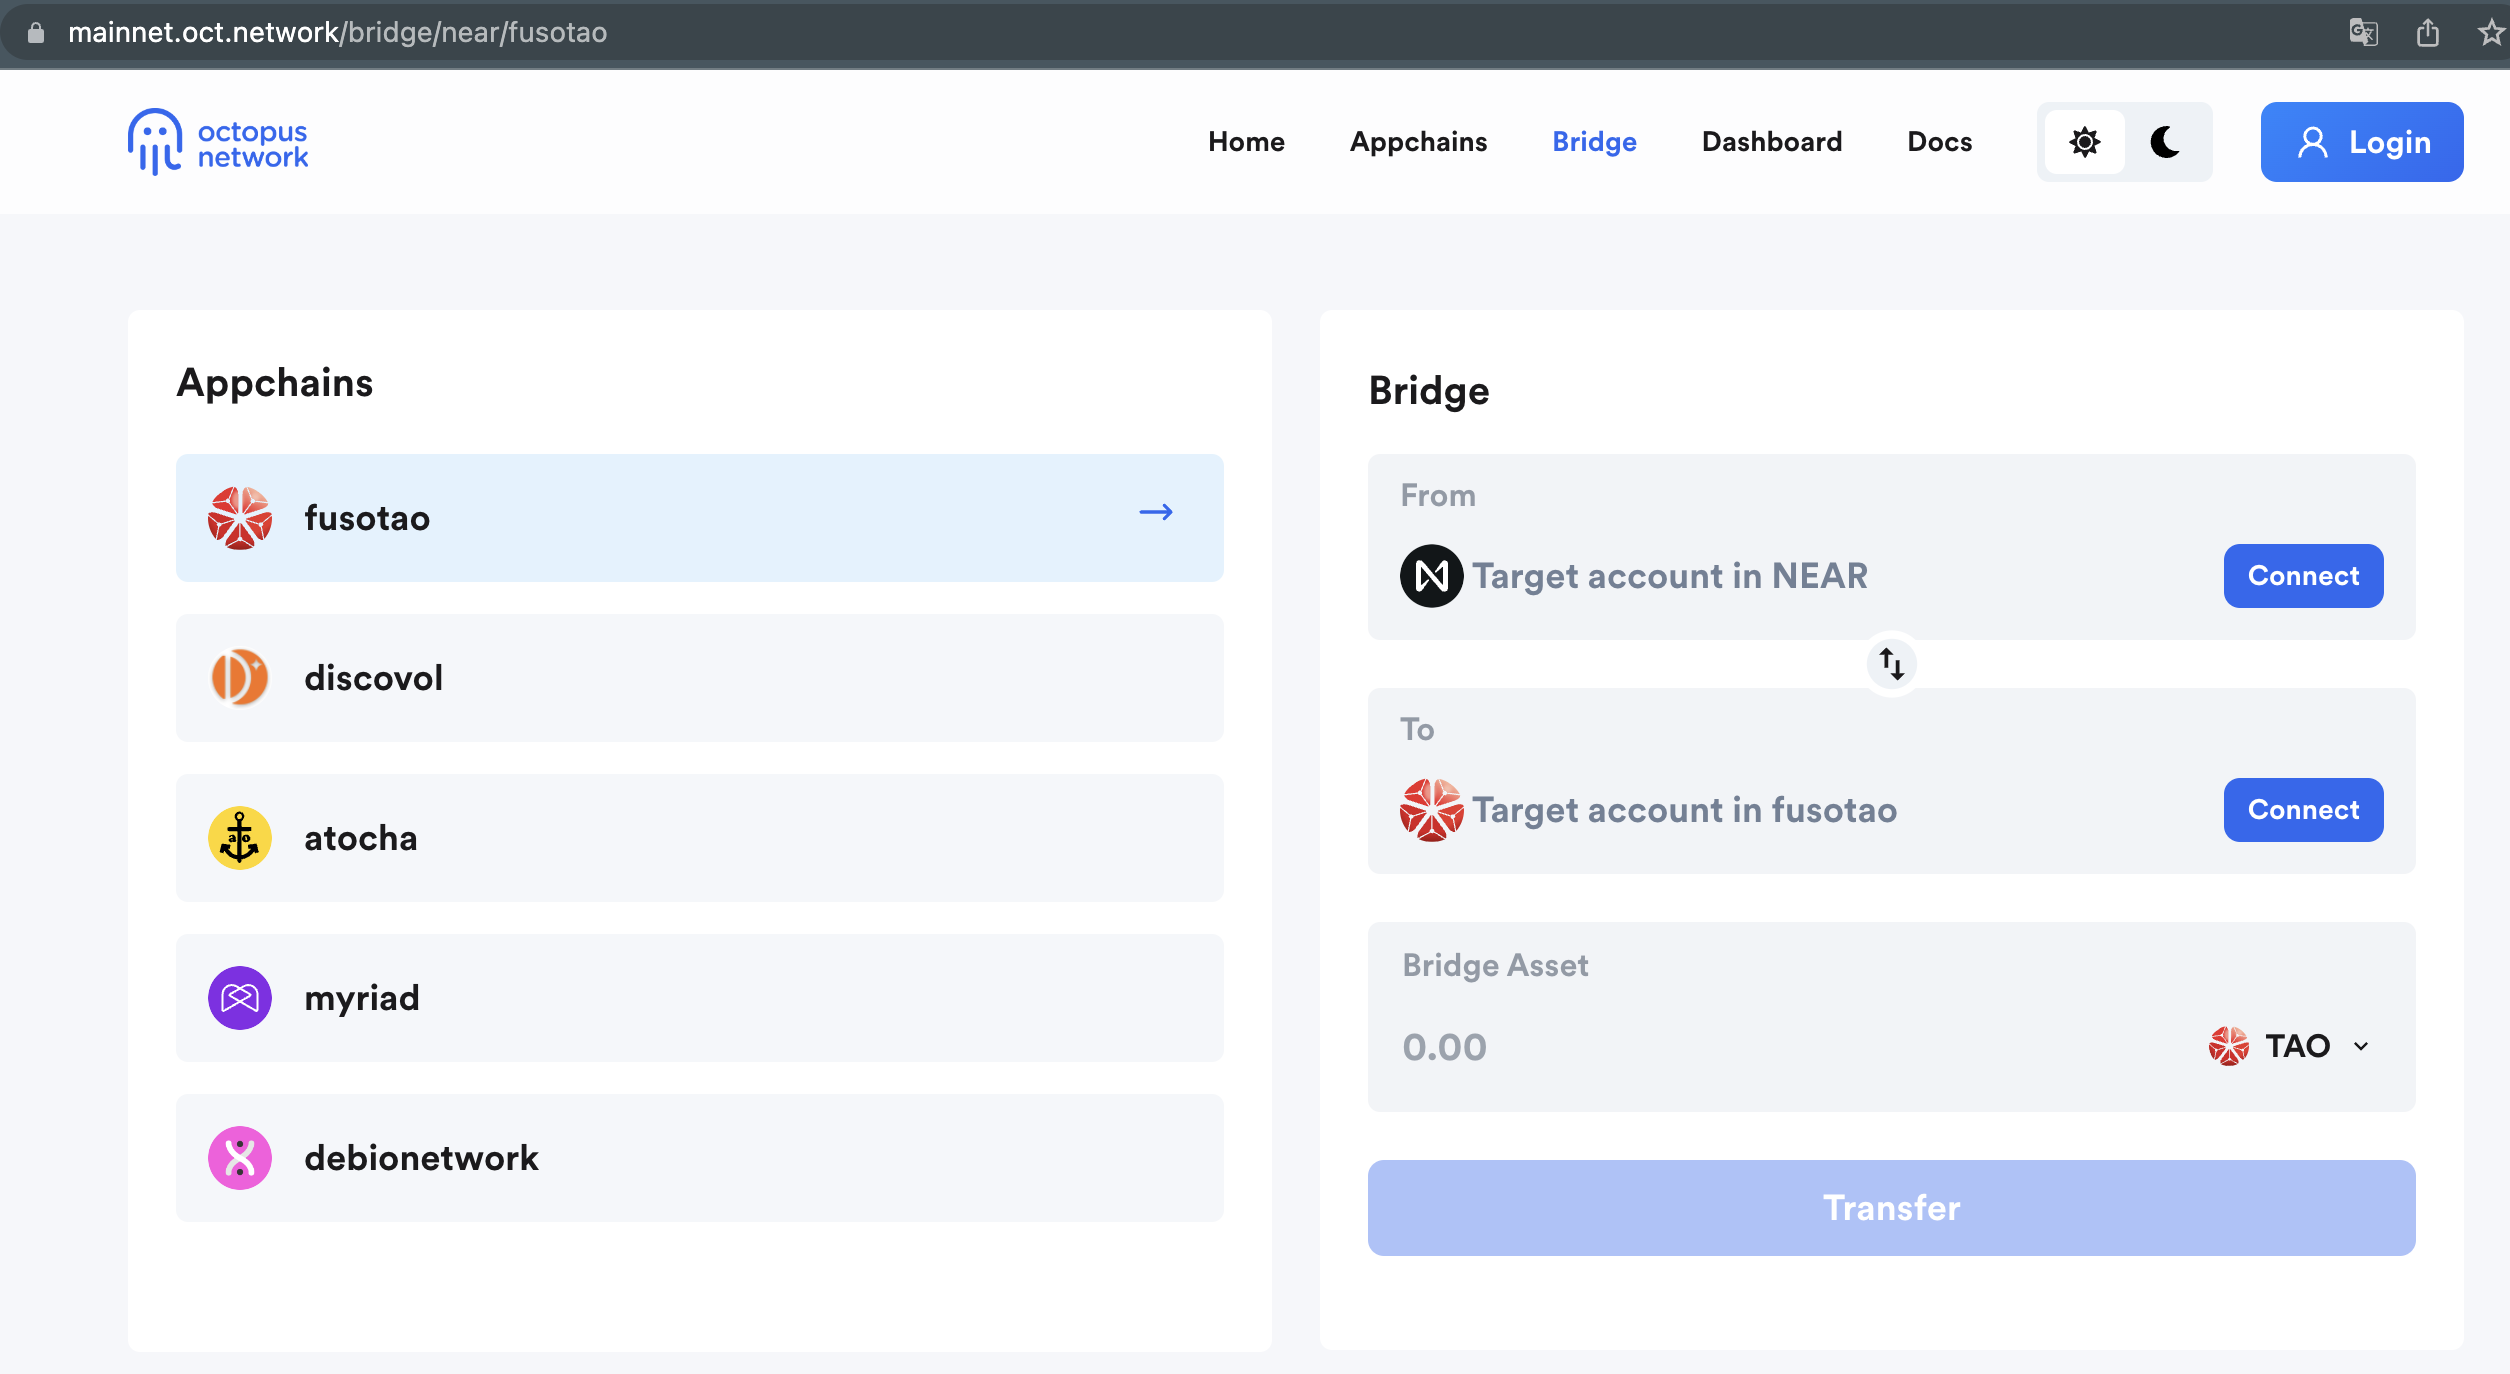 mainnet.oct.network/bridge/near/fusotao
octopus
network
Home
Appchains
Bridge
Dashboard
Docs
Login
Appchains
fusotao
discovol
atocha
myriad
debionetwork
Bridge
From
Target account in NEAR
Connect
To
Target account in fusotao
Connect
Bridge Asset
0.00
TAO
Transfer